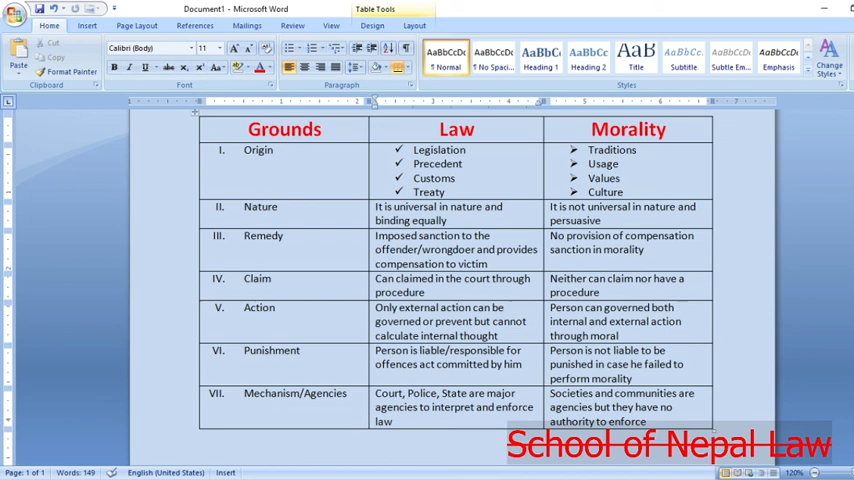 Document1 - Microsoft Word
Table Tools
Home Insert Page Layout References Mailings Review View Design Layout
Paste
Cut
Copy
Format Painter
Clipboard
Calibri (Body) 11
Font
Paragraph
AaBbCcDc AaBbCcDc AaBbCc AaBbCc AaB AaBbCc AaBbCcDc AaBbCcDc
¶ Normal ¶ No Spaci... Heading 1 Heading 2 Title Subtitle Subtle Em... Emphasis
Styles
Change
Styles
Grounds Law Morality
I. Origin
✓ Legislation
✓ Precedent
✓ Customs
✓ Treaty
➢ Traditions
➢ Usage
➢ Values
➢ Culture
II. Nature
It is universal in nature and
binding equally
It is not universal in nature and
persuasive
III. Remedy
Imposed sanction to the
offender/wrongdoer and provides
compensation to victim
No provision of compensation
sanction in morality
IV. Claim
Can claimed in the court through
procedure
Neither can claim nor have a
procedure
V. Action
Only external action can be
governed or prevent but cannot
calculate internal thought
Person can governed both
internal and external action
through moral
VI. Punishment
Person is liable/responsible for
offences act committed by him
Person is not liable to be
punished in case he failed to
perform morality
VII. Mechanism/Agencies
Court, Police, State are major
agencies to interpret and enforce
law
Societies and communities are
agencies but they have no
authority to enforce
School of Nepal Law
Page: 1 of 1 Words: 149 English (United States) Insert 120%